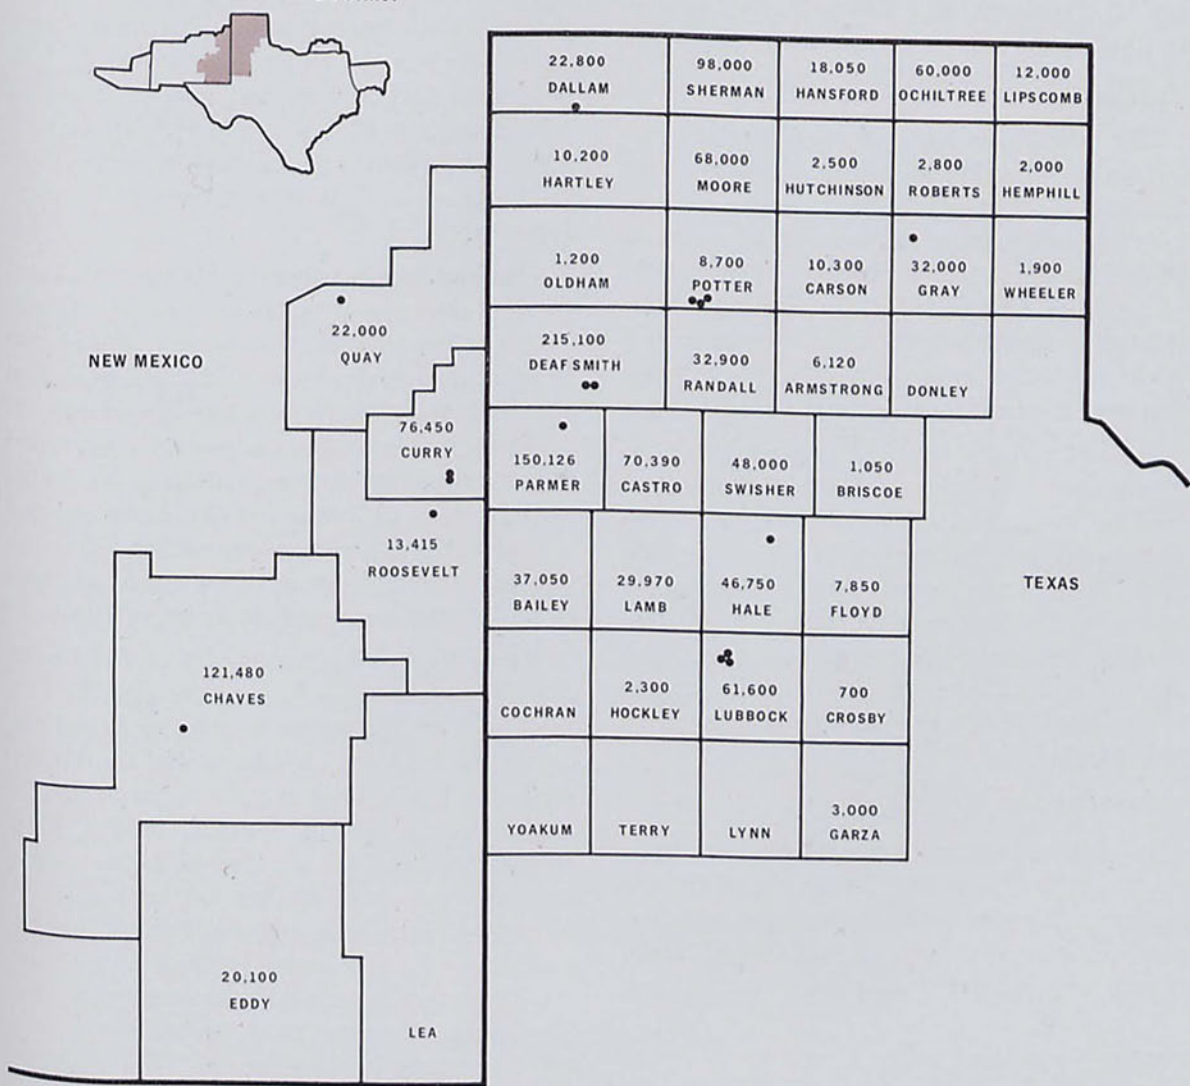 22,800
DALLAM
98,000
SHERMAN
18,050
HANSFORD
60,000
OCHILTREE
12,000
LIPSCOMB
10,200
HARTLEY
68,000
MOORE
2,500
HUTCHINSON
2,800
ROBERTS
2,000
HEMPHILL
1,200
OLDHAM
8,700
POTTER
10,300
CARSON
32,000
GRAY
1,900
WHEELER
NEW MEXICO
22,000
QUAY
215,100
DEAF SMITH
32,900
RANDALL
6,120
ARMSTRONG
DONLEY
76,450
CURRY
150,126
PARMER
70,390
CASTRO
48,000
SWISHER
1,050
BRISCOE
13,415
ROOSEVELT
37,050
BAILEY
29,970
LAMB
46,750
HALE
7,850
FLOYD
TEXAS
121,480
CHAVES
COCHRAN
2,300
HOCKLEY
61,600
LUBBOCK
700
CROSBY
YOAKUM
TERRY
LYNN
3,000
GARZA
20,100
EDDY
LEA